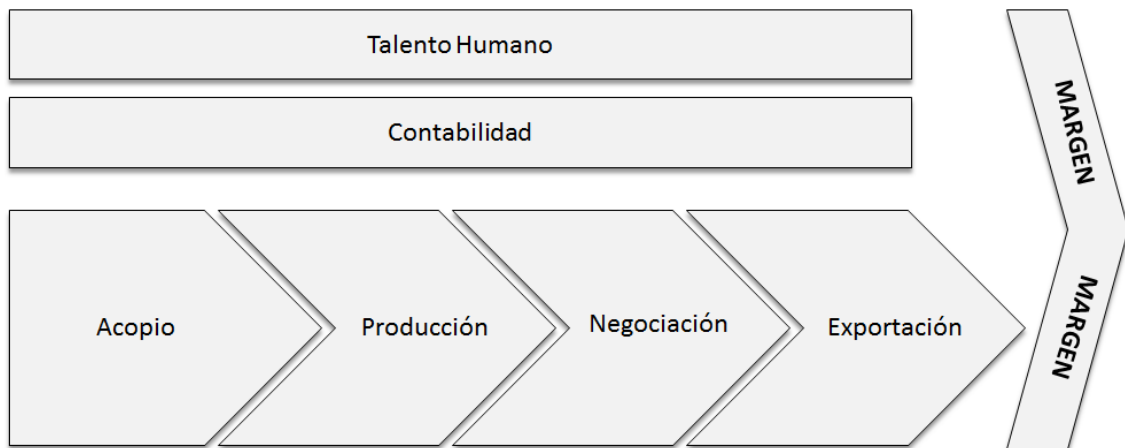 Talento Humano
Contabilidad
MARGEN
Acopio
Producción
Negociación
Exportación
MARGEN